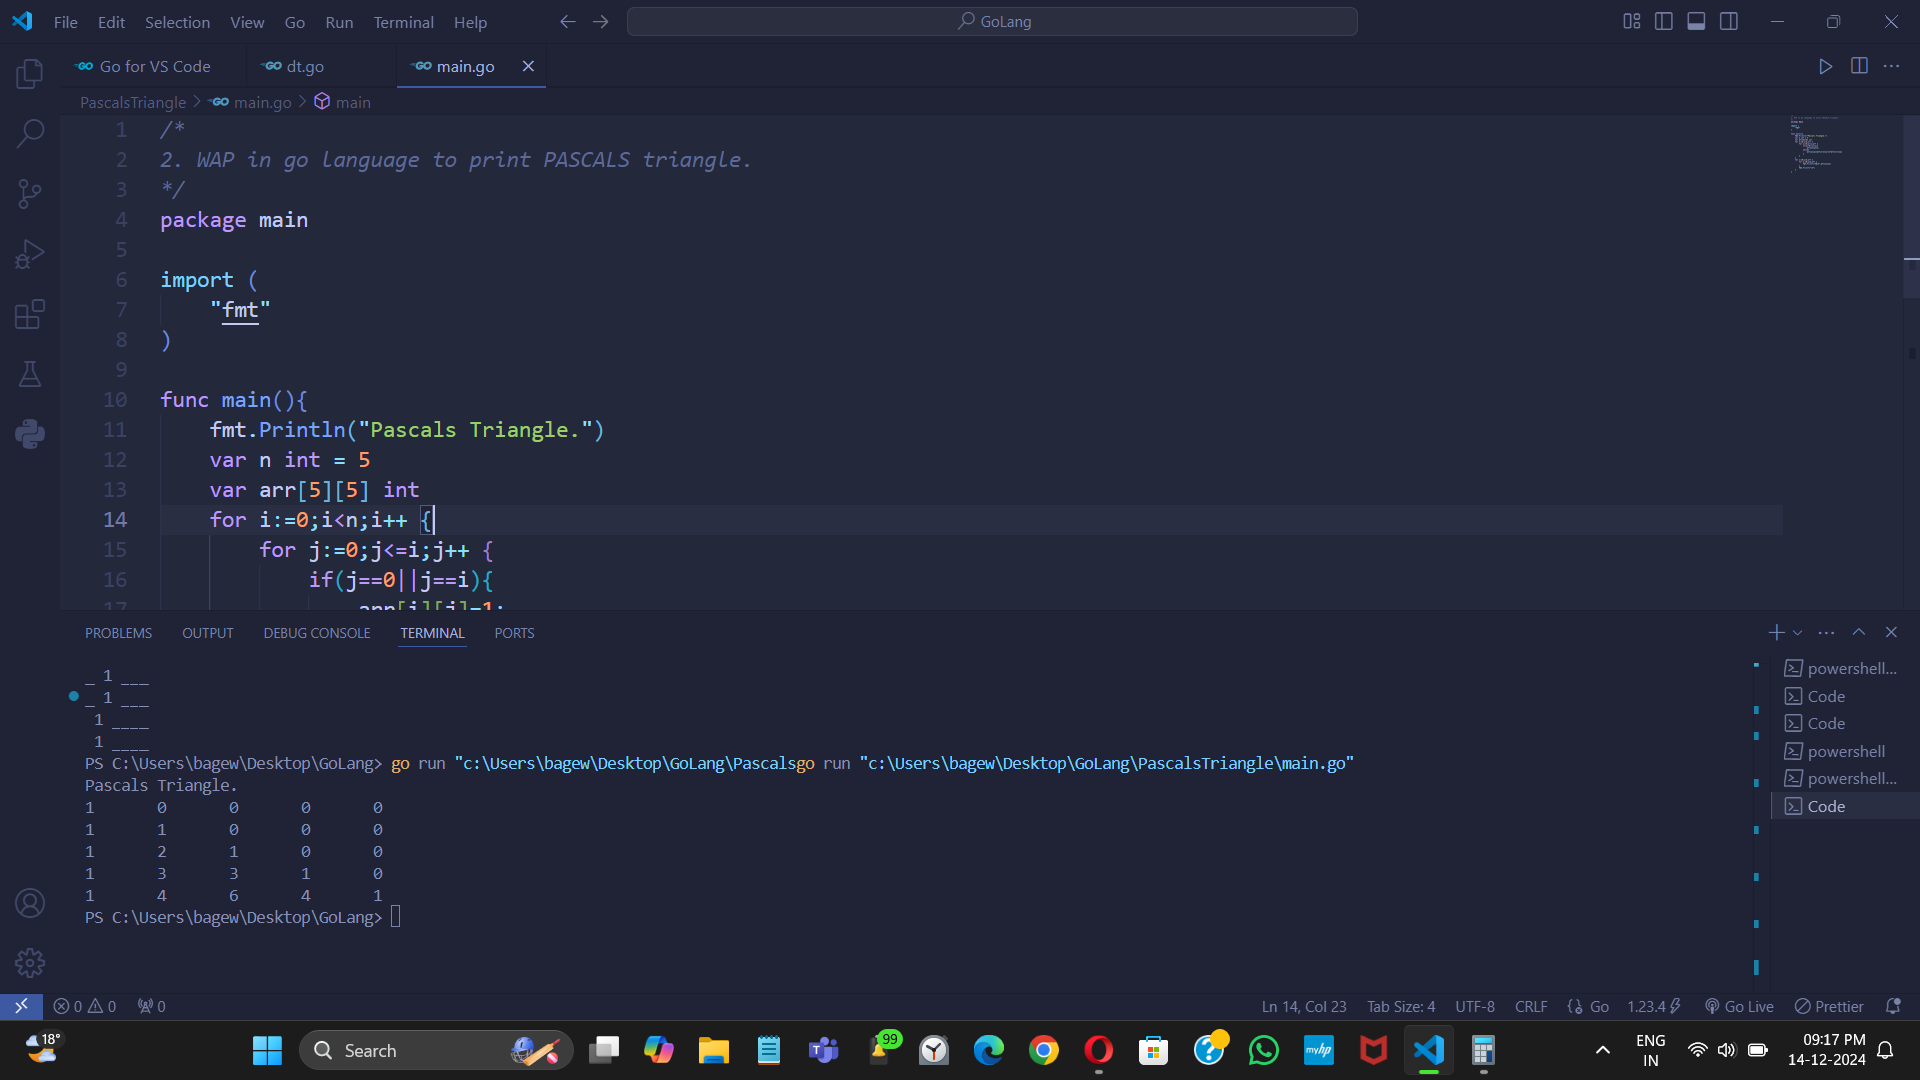 File Edit Selection View Go Run Terminal Help
GoLang
GO Go for VS Code
GO dt.go
GO main.go
PascalsTriangle > GO main.go > main
1 /*
2 2. WAP in go language to print PASCALS triangle.
3 */
4 package main
5
6 import (
7 "fmt"
8 )
9
10 func main(){
11 fmt.Println("Pascals Triangle.")
12 var n int = 5
13 var arr[5][5] int
14 for i:=0;i<n;i++ {
15 for j:=0;j<=i;j++ {
16 if(j==0||j==i){
17 arr[i][j]=1;
PROBLEMS OUTPUT DEBUG CONSOLE TERMINAL PORTS
_ 1 ___
_ 1 ___
1 ____
1 ____
PS C:\Users\bagew\Desktop\GoLang> go run "c:\Users\bagew\Desktop\GoLang\Pascalsgo run "c:\Users\bagew\Desktop\GoLang\PascalsTriangle\main.go"
Pascals Triangle.
1 0 0 0 0
1 1 0 0 0
1 2 1 0 0
1 3 3 1 0
1 4 6 4 1
PS C:\Users\bagew\Desktop\GoLang>
powershell...
Code
Code
powershell
powershell...
Code
0 0 0
Ln 14, Col 23 Tab Size: 4 UTF-8 CRLF {} Go 1.23.4 Go Live Prettier
18°
Search
99
myhp
ENG
IN
09:17 PM
14-12-2024